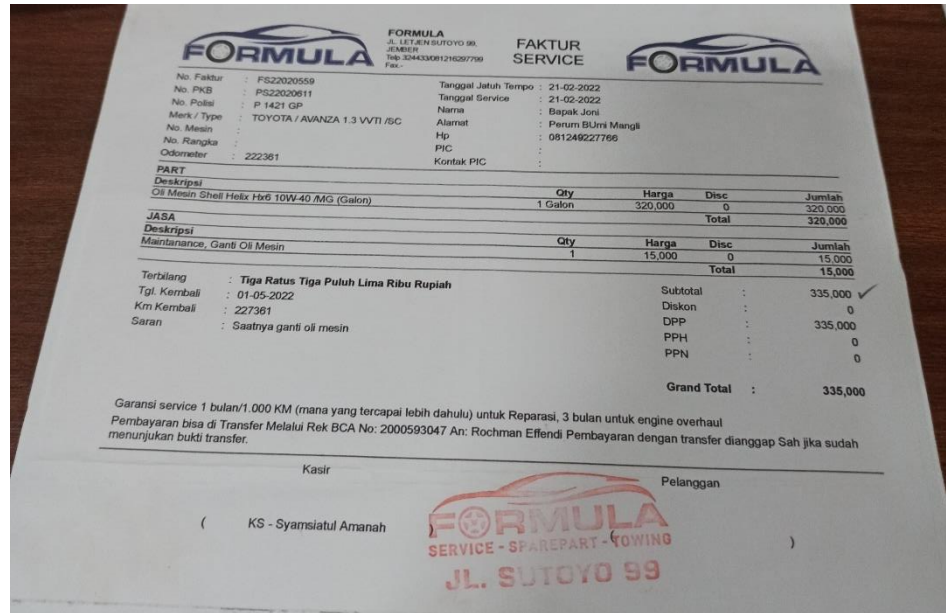 FORMULA
FORMULA
JL. LETJEN SUTOYO 99,
JEMBER
Telp.324433/081216297799
Fax.-
FAKTUR
SERVICE
FORMULA
No. Faktur : FS22020559
No. PKB : PS22020611
No. Polisi : P 1421 GP
Merk / Type : TOYOTA / AVANZA 1.3 VVTI /SC
No. Mesin :
No. Rangka :
Odometer : 222361
Tanggal Jatuh Tempo : 21-02-2022
Tanggal Service : 21-02-2022
Nama : Bapak Joni
Alamat : Perum BUmi Mangli
Hp : 081249227766
PIC :
Kontak PIC :
PART
Deskripsi Qty Harga Disc Jumlah
Oli Mesin Shell Helix Hx6 10W-40 /MG (Galon) 1 Galon 320,000 0 320,000
Total 320,000
JASA
Deskripsi Qty Harga Disc Jumlah
Maintanance, Ganti Oli Mesin 1 15,000 0 15,000
Total 15,000
Terbilang : Tiga Ratus Tiga Puluh Lima Ribu Rupiah
Tgl. Kembali : 01-05-2022
Km Kembali : 227361
Saran : Saatnya ganti oli mesin
Subtotal : 335,000
Diskon : 0
DPP : 335,000
PPH : 0
PPN : 0
Grand Total : 335,000
Garansi service 1 bulan/1.000 KM (mana yang tercapai lebih dahulu) untuk Reparasi, 3 bulan untuk engine overhaul
Pembayaran bisa di Transfer Melalui Rek BCA No: 2000593047 An: Rochman Effendi Pembayaran dengan transfer dianggap Sah jika sudah
menunjukan bukti transfer.
Kasir Pelanggan
( KS - Syamsiatul Amanah ) ( )
FORMULA
SERVICE - SPAREPART - TOWING
JL. SUTOYO 99